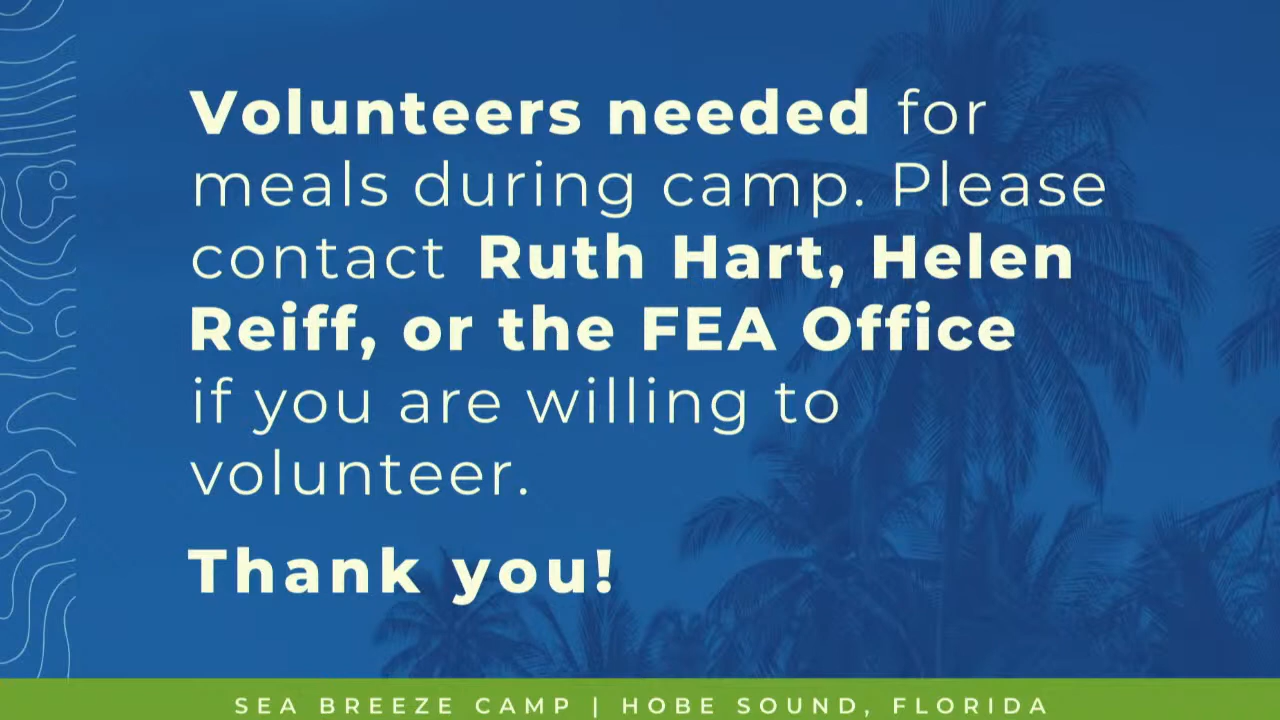 Volunteers needed for
meals during camp. Please
contact Ruth Hart, Helen
Reiff, or the FEA Office
if you are willing to
volunteer.
Thank you!
SEA BREEZE CAMP | HOBE SOUND, FLORIDA